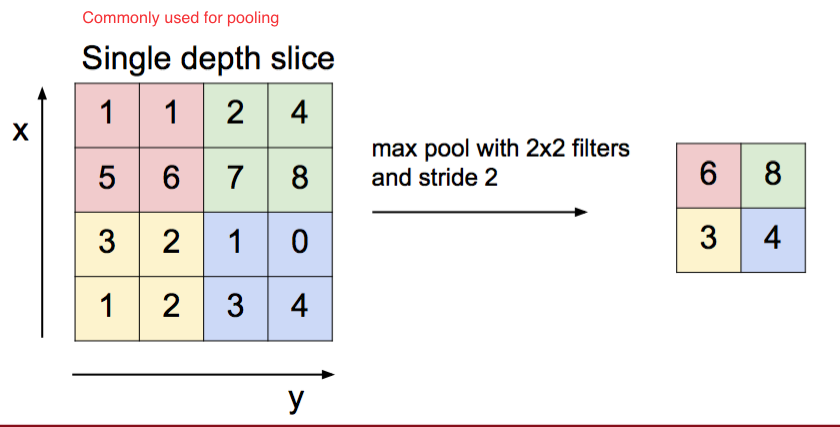 Commonly used for pooling
Single depth slice
x
1 1 2 4
5 6 7 8
3 2 1 0
1 2 3 4
y
max pool with 2x2 filters
and stride 2
6 8
3 4